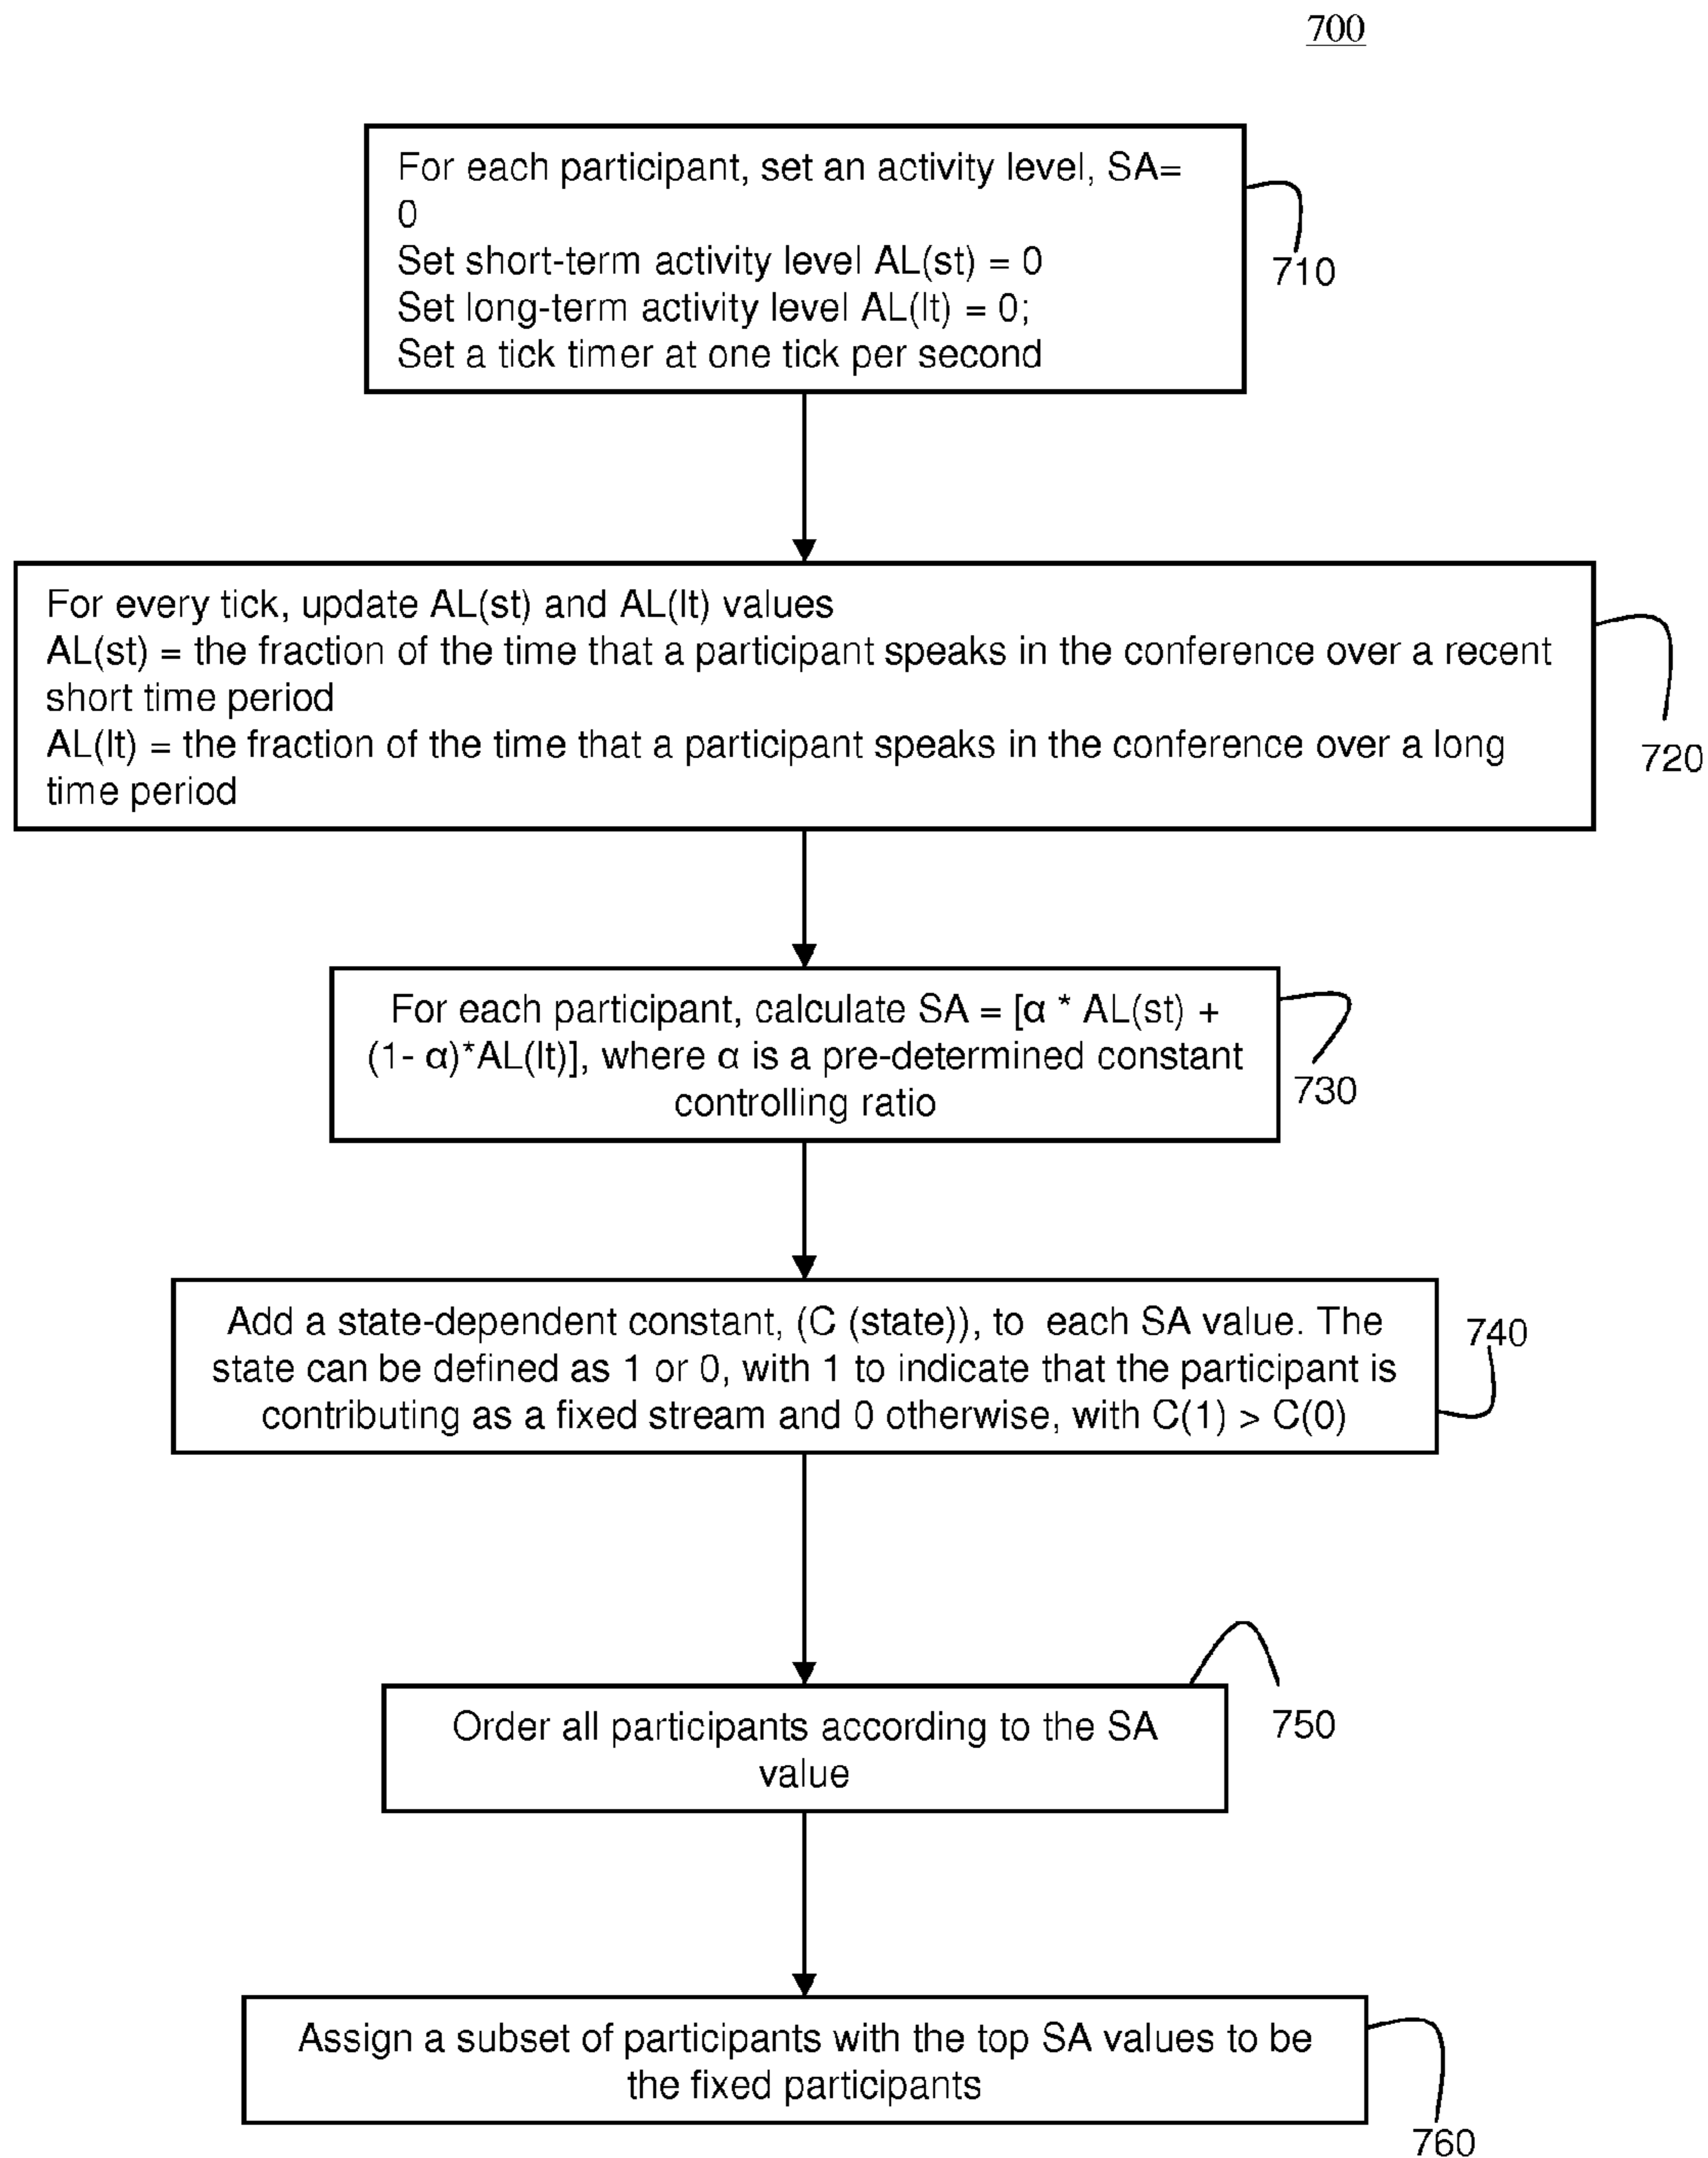 700
For each participant, set an activity level, SA=
0
Set short-term activity level AL(st) = 0
Set long-term activity level AL(lt) = 0;
Set a tick timer at one tick per second
710
For every tick, update AL(st) and AL(lt) values
AL(st) = the fraction of the time that a participant speaks in the conference over a recent
short time period
AL(lt) = the fraction of the time that a participant speaks in the conference over a long
time period
720
For each participant, calculate SA = [α * AL(st) +
(1- α)*AL(lt)], where α is a pre-determined constant
controlling ratio
730
Add a state-dependent constant, (C (state)), to each SA value. The
state can be defined as 1 or 0, with 1 to indicate that the participant is
contributing as a fixed stream and 0 otherwise, with C(1) > C(0)
740
Order all participants according to the SA
value
750
Assign a subset of participants with the top SA values to be
the fixed participants
760